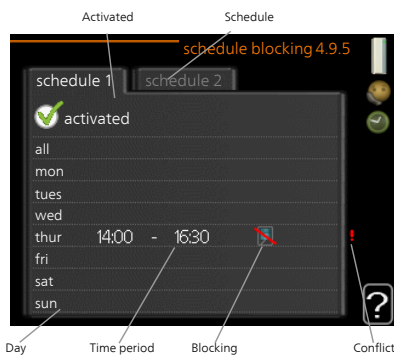 Activated Schedule
schedule blocking 4.9.5
schedule 1 schedule 2
activated
all
mon
tues
wed
thur 14:00 - 16:30
fri
sat
sun
?
Day Time period Blocking Conflict